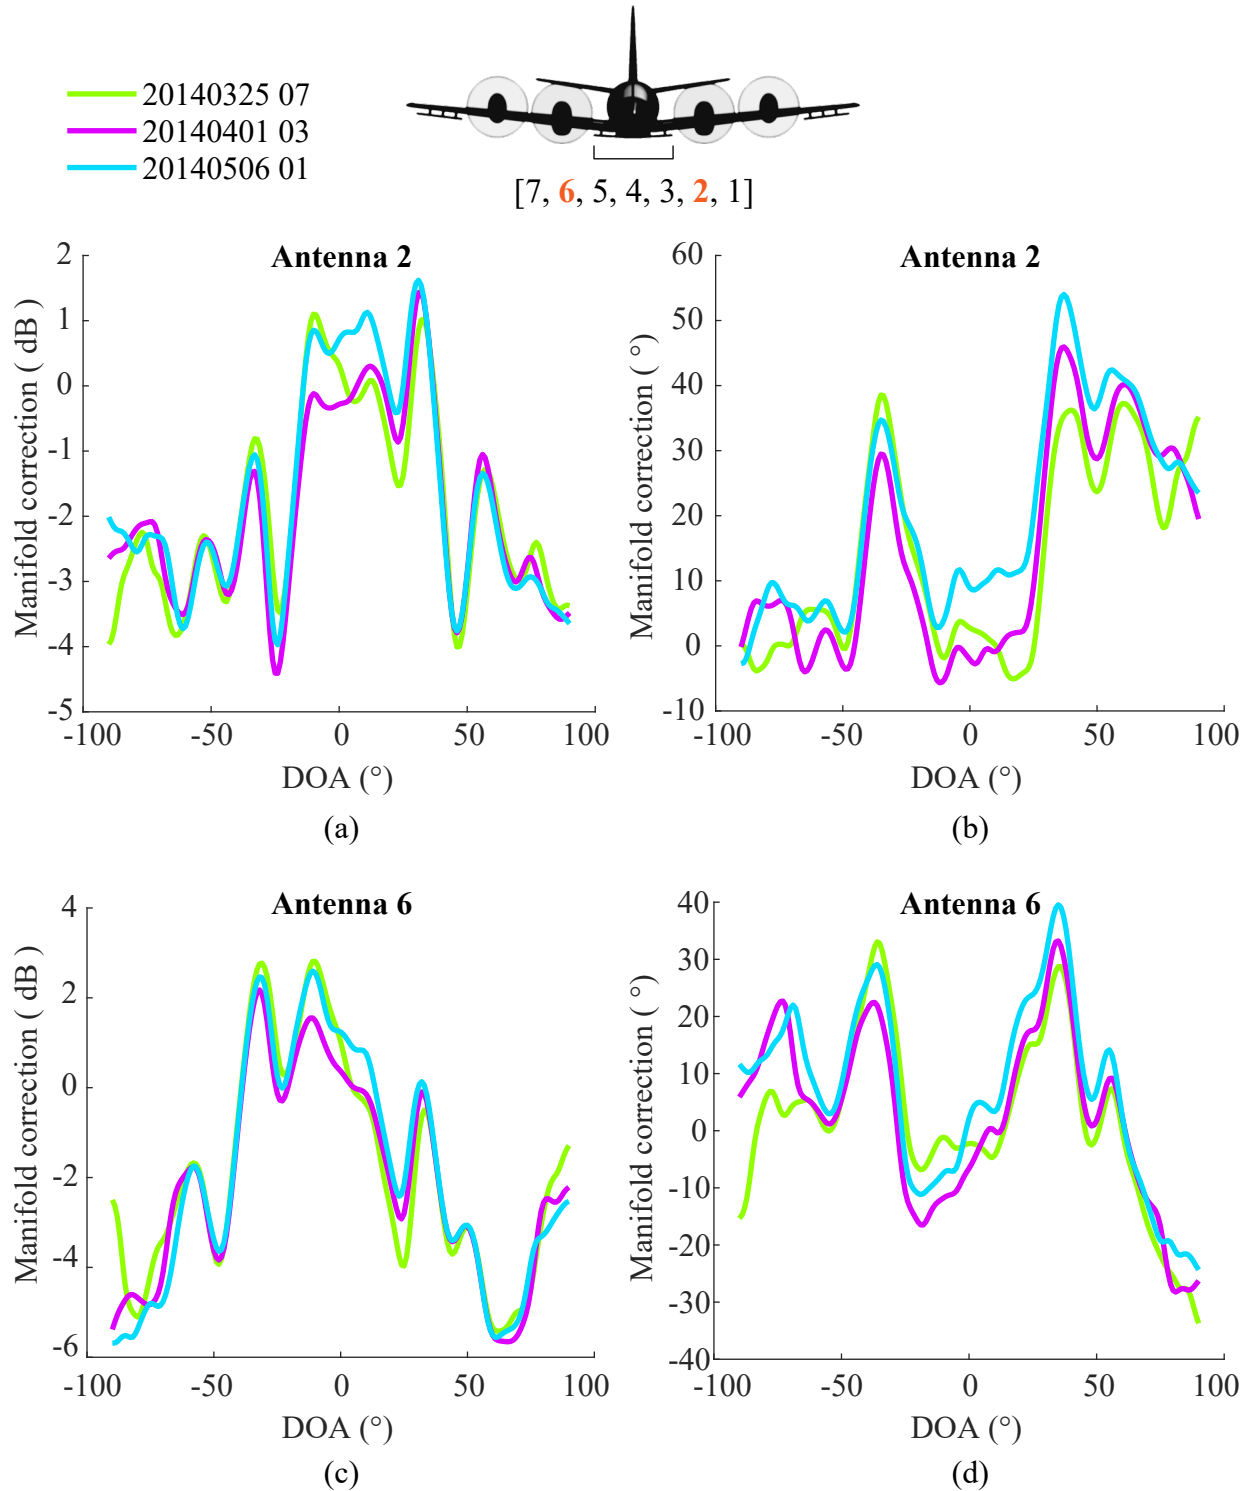 20140325 07
20140401 03
20140506 01
[7, 6, 5, 4, 3, 2, 1]
Antenna 2
Manifold correction ( dB )
2
1
0
-1
-2
-3
-4
-5
-100 -50 0 50 100
DOA (°)
(a)
Antenna 2
Manifold correction ( °)
60
50
40
30
20
10
0
-10
-100 -50 0 50 100
DOA (°)
(b)
Antenna 6
Manifold correction ( dB )
4
2
0
-2
-4
-6
-100 -50 0 50 100
DOA (°)
(c)
Antenna 6
Manifold correction ( °)
40
30
20
10
0
-10
-20
-30
-40
-100 -50 0 50 100
DOA (°)
(d)